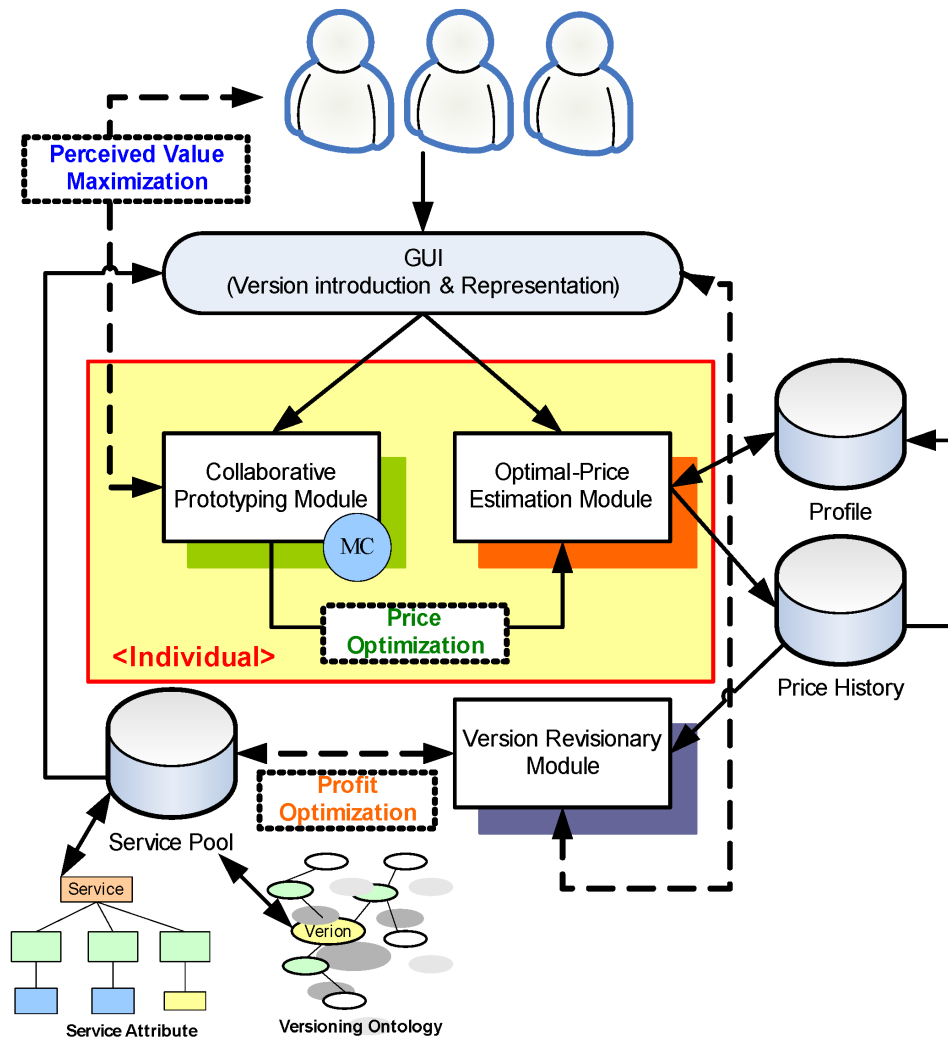 Perceived Value
Maximization
GUI
(Version introduction & Representation)
Collaborative
Prototyping Module
MC
Optimal-Price
Estimation Module
Profile
Price
Optimization
<Individual>
Price History
Version Revisionary
Module
Profit
Optimization
Service Pool
Service
Verion
Service Attribute
Versioning Ontology